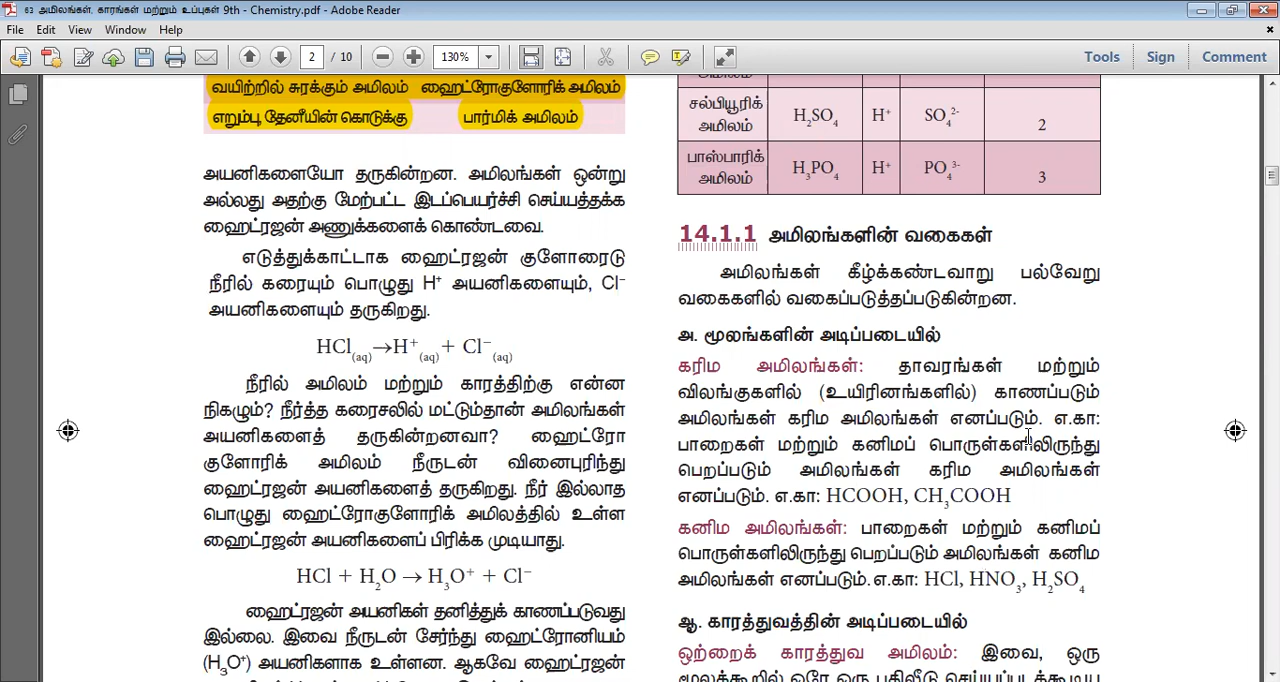 63 அமிலங்கள், காரங்கள் மற்றும் உப்புகள் 9th - Chemistry.pdf - Adobe Reader
File Edit View Window Help
2 / 10 130% Tools Sign Comment
வயிற்றில் சுரக்கும் அமிலம் ஹைட்ரோகுளோரிக் அமிலம்
எறும்பு, தேனீயின் கொடுக்கு பார்மிக் அமிலம்
அயனிகளையோ தருகின்றன. அமிலங்கள் ஒன்று
அல்லது அதற்கு மேற்பட்ட இடப்பெயர்ச்சி செய்யத்தக்க
ஹைட்ரஜன் அணுக்களைக் கொண்டவை.
எடுத்துக்காட்டாக ஹைட்ரஜன் குளோரைடு
நீரில் கரையும் பொழுது H⁺ அயனிகளையும், Cl⁻
அயனிகளையும் தருகிறது.
HCl(aq)→H⁺(aq)+ Cl⁻(aq)
நீரில் அமிலம் மற்றும் காரத்திற்கு என்ன
நிகழும்? நீர்த்த கரைசலில் மட்டும்தான் அமிலங்கள்
அயனிகளைத் தருகின்றனவா? ஹைட்ரோ
குளோரிக் அமிலம் நீருடன் வினைபுரிந்து
ஹைட்ரஜன் அயனிகளைத் தருகிறது. நீர் இல்லாத
பொழுது ஹைட்ரோகுளோரிக் அமிலத்தில் உள்ள
ஹைட்ரஜன் அயனிகளைப் பிரிக்க முடியாது.
HCl + H₂O → H₃O⁺ + Cl⁻
ஹைட்ரஜன் அயனிகள் தனித்துக் காணப்படுவது
இல்லை. இவை நீருடன் சேர்ந்து ஹைட்ரோனியம்
(H₃O⁺) அயனிகளாக உள்ளன. ஆகவே ஹைட்ரஜன்
அமிலம்
சல்பியூரிக் அமிலம் H₂SO₄ H⁺ SO₄²⁻ 2
பாஸ்பாரிக் அமிலம் H₃PO₄ H⁺ PO₄³⁻ 3
14.1.1 அமிலங்களின் வகைகள்
அமிலங்கள் கீழ்க்கண்டவாறு பல்வேறு
வகைகளில் வகைப்படுத்தப்படுகின்றன.
அ. மூலங்களின் அடிப்படையில்
கரிம அமிலங்கள்: தாவரங்கள் மற்றும்
விலங்குகளில் (உயிரினங்களில்) காணப்படும்
அமிலங்கள் கரிம அமிலங்கள் எனப்படும். எ.கா:
பாறைகள் மற்றும் கனிமப் பொருள்களிலிருந்து
பெறப்படும் அமிலங்கள் கரிம அமிலங்கள்
எனப்படும். எ.கா: HCOOH, CH₃COOH
கனிம அமிலங்கள்: பாறைகள் மற்றும் கனிமப்
பொருள்களிலிருந்து பெறப்படும் அமிலங்கள் கனிம
அமிலங்கள் எனப்படும். எ.கா: HCl, HNO₃, H₂SO₄
ஆ. காரத்துவத்தின் அடிப்படையில்
ஒற்றைக் காரத்துவ அமிலம்: இவை, ஒரு
மூலக்கூறில் ஒரே ஒரு பதிலீடு செய்யப்படக்கூடிய